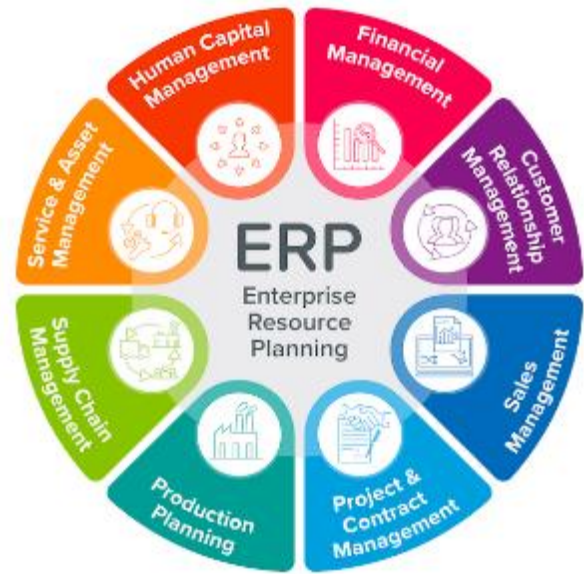 ERP
Enterprise
Resource
Planning
Human Capital
Management
Financial
Management
Customer
Relationship
Management
Sales
Management
Project &
Contract
Management
Production
Planning
Supply Chain
Management
Service & Asset
Management